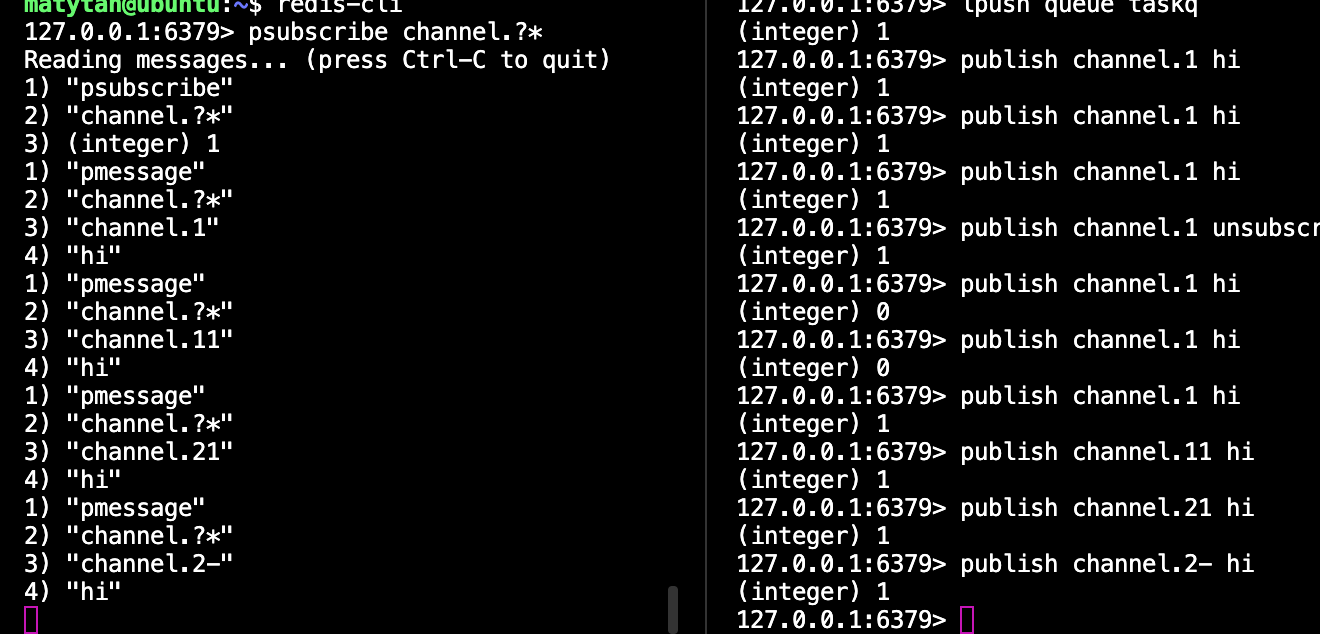 matytan@ubuntu:~$ redis-cli
127.0.0.1:6379> psubscribe channel.?*
Reading messages... (press Ctrl-C to quit)
1) "psubscribe"
2) "channel.?*"
3) (integer) 1
1) "pmessage"
2) "channel.?*"
3) "channel.1"
4) "hi"
1) "pmessage"
2) "channel.?*"
3) "channel.11"
4) "hi"
1) "pmessage"
2) "channel.?*"
3) "channel.21"
4) "hi"
1) "pmessage"
2) "channel.?*"
3) "channel.2-"
4) "hi"
127.0.0.1:6379> lpush queue taskq
(integer) 1
127.0.0.1:6379> publish channel.1 hi
(integer) 1
127.0.0.1:6379> publish channel.1 hi
(integer) 1
127.0.0.1:6379> publish channel.1 hi
(integer) 1
127.0.0.1:6379> publish channel.1 unsubscr
(integer) 1
127.0.0.1:6379> publish channel.1 hi
(integer) 0
127.0.0.1:6379> publish channel.1 hi
(integer) 0
127.0.0.1:6379> publish channel.1 hi
(integer) 1
127.0.0.1:6379> publish channel.11 hi
(integer) 1
127.0.0.1:6379> publish channel.21 hi
(integer) 1
127.0.0.1:6379> publish channel.2- hi
(integer) 1
127.0.0.1:6379>